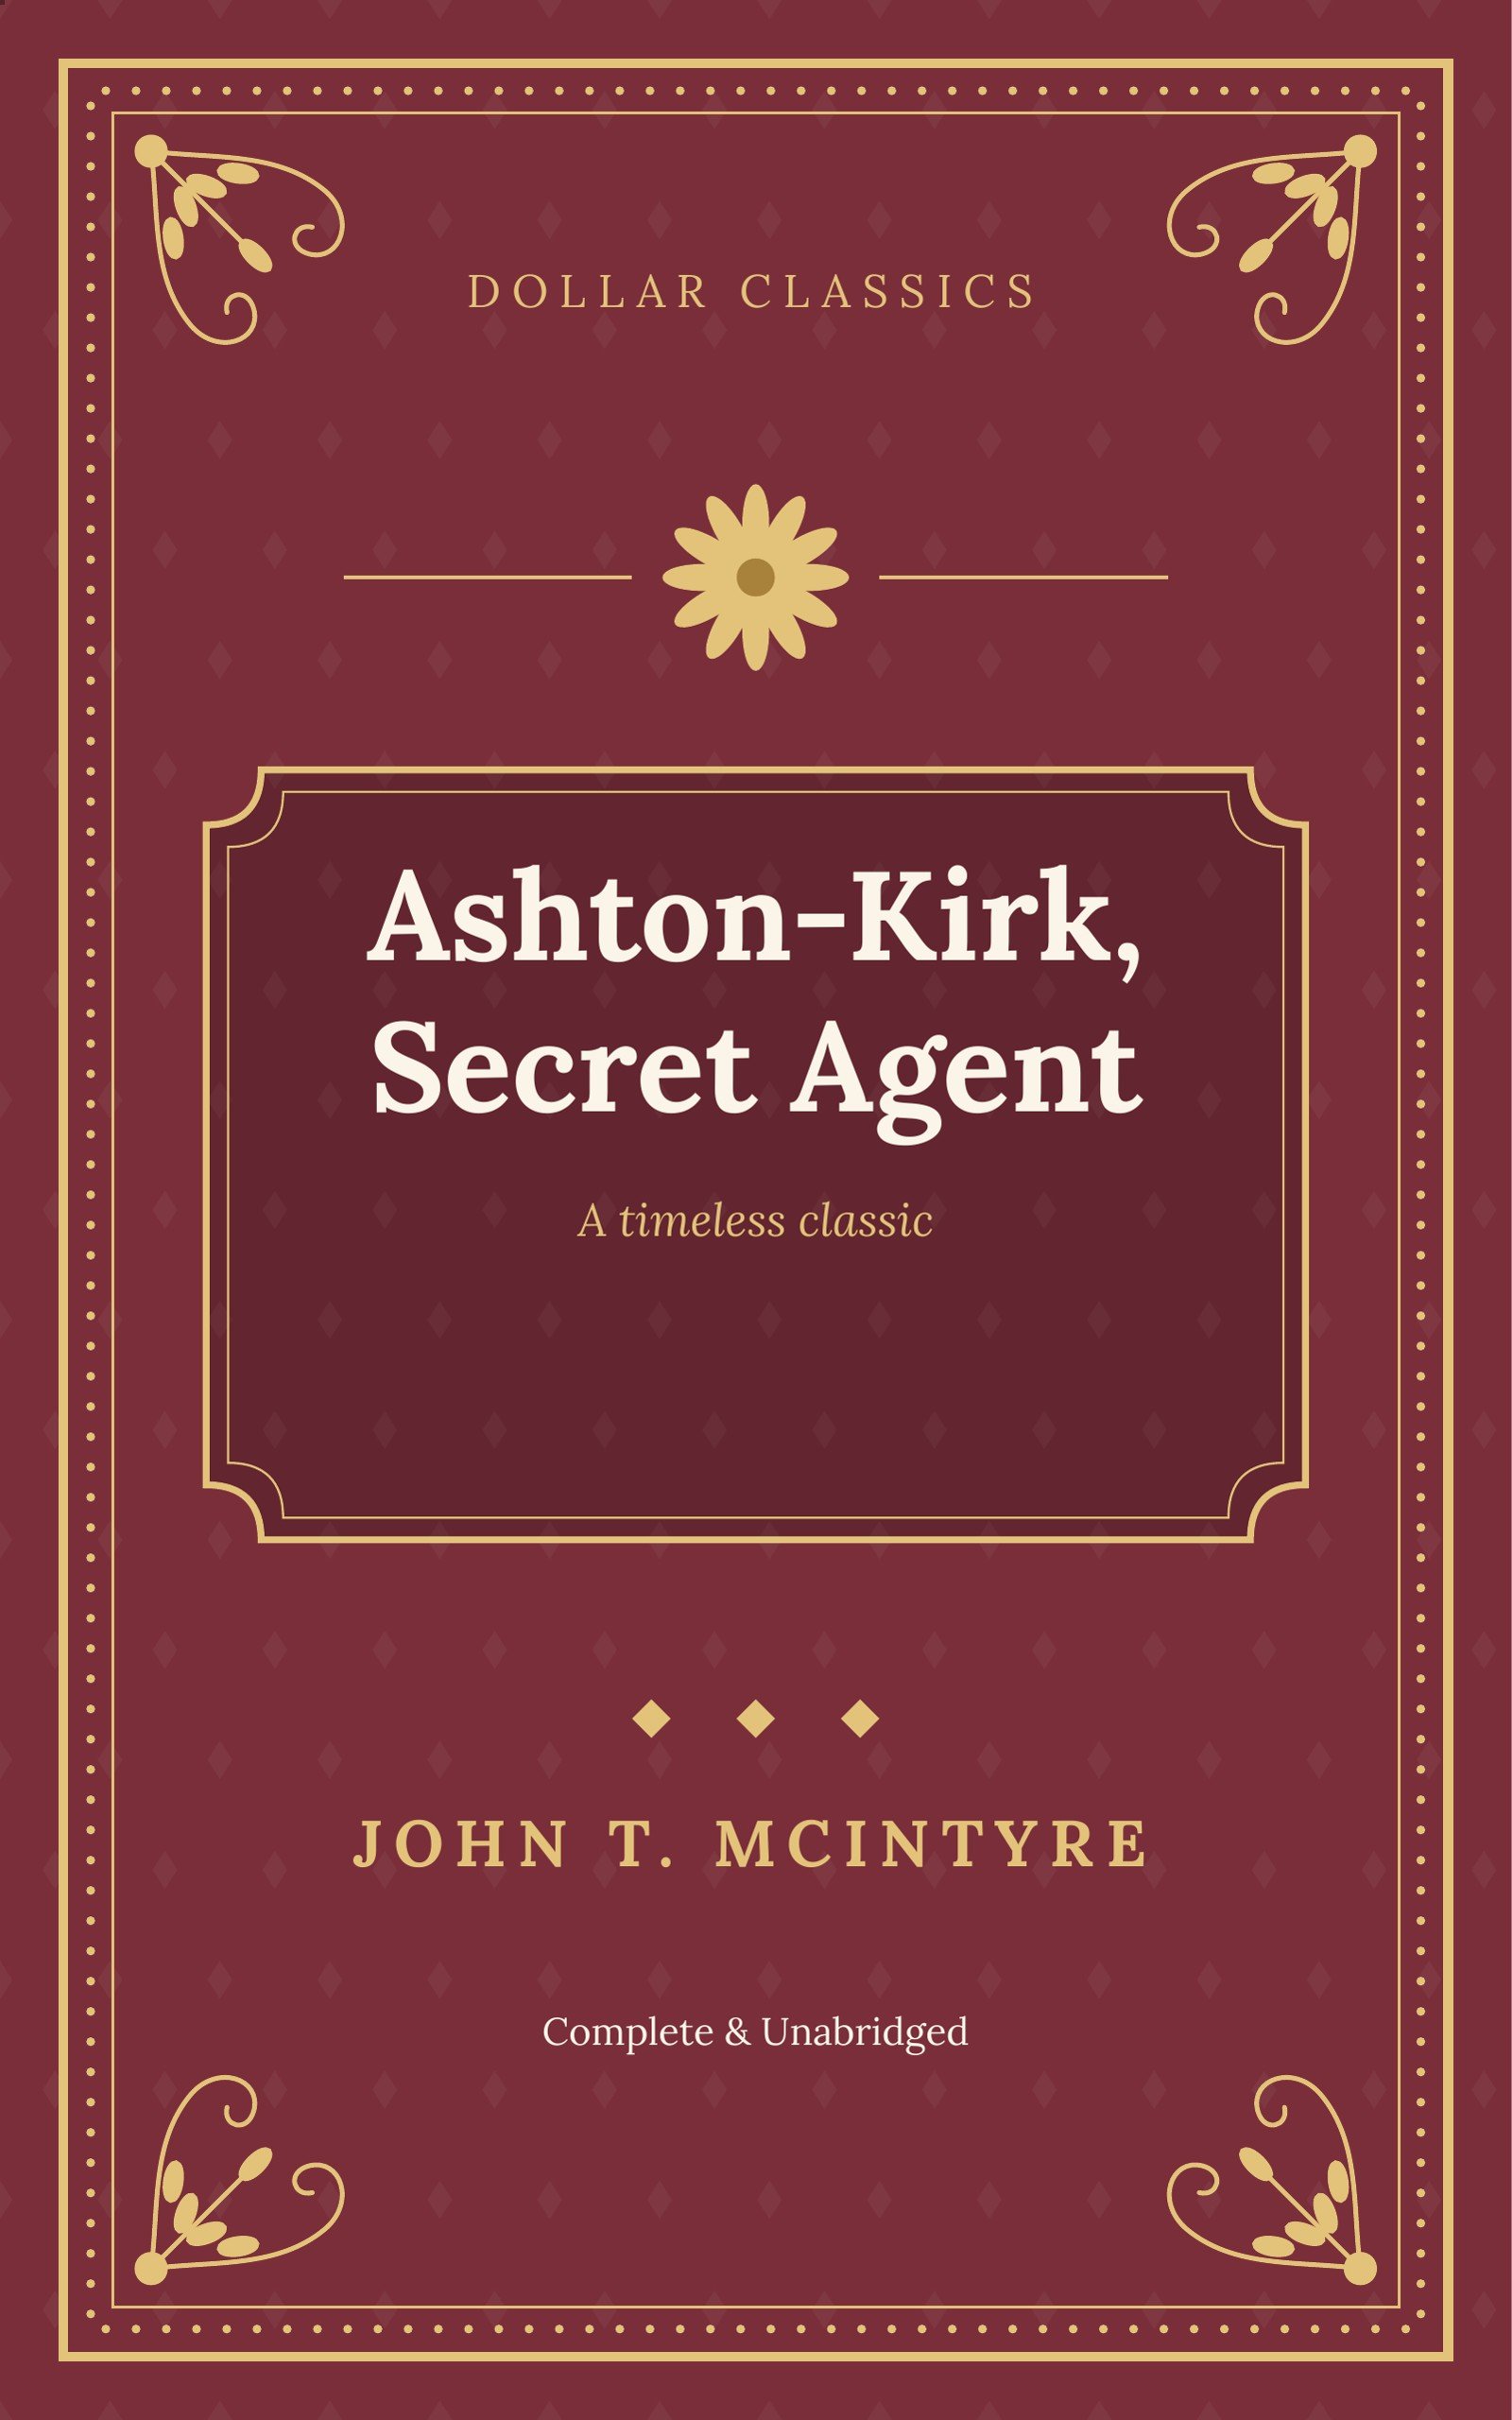 DOLLAR CLASSICS
Ashton-Kirk,
Secret Agent
A timeless classic
JOHN T. MCINTYRE
Complete & Unabridged